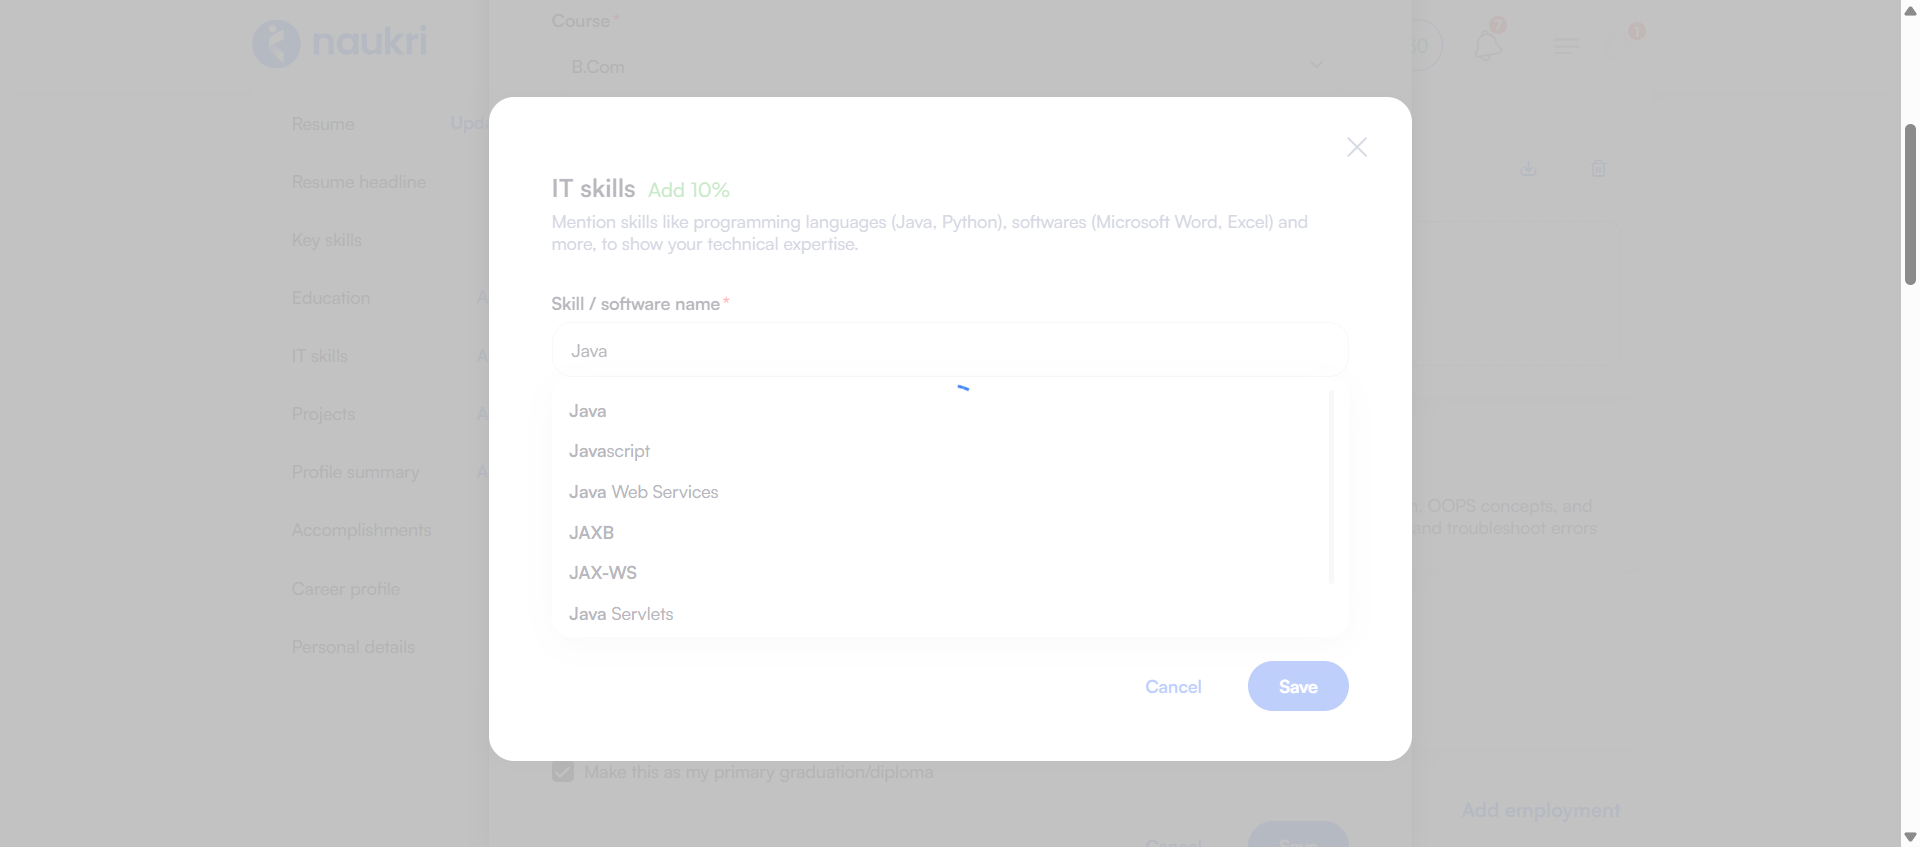 Course*
naukri
B.Com
7
1
Resume
Resume headline
Key skills
Education
IT skills
Projects
Profile summary
Accomplishments
Career profile
Personal details
IT skills Add 10%
Mention skills like programming languages (Java, Python), softwares (Microsoft Word, Excel) and
more, to show your technical expertise.
Skill / software name*
Java
Java
Javascript
Java Web Services
JAXB
JAX-WS
Java Servlets
Cancel
Save
OOPS concepts, and
and troubleshoot errors
Make this as my primary graduation/diploma
Add employment
Cancel
Save